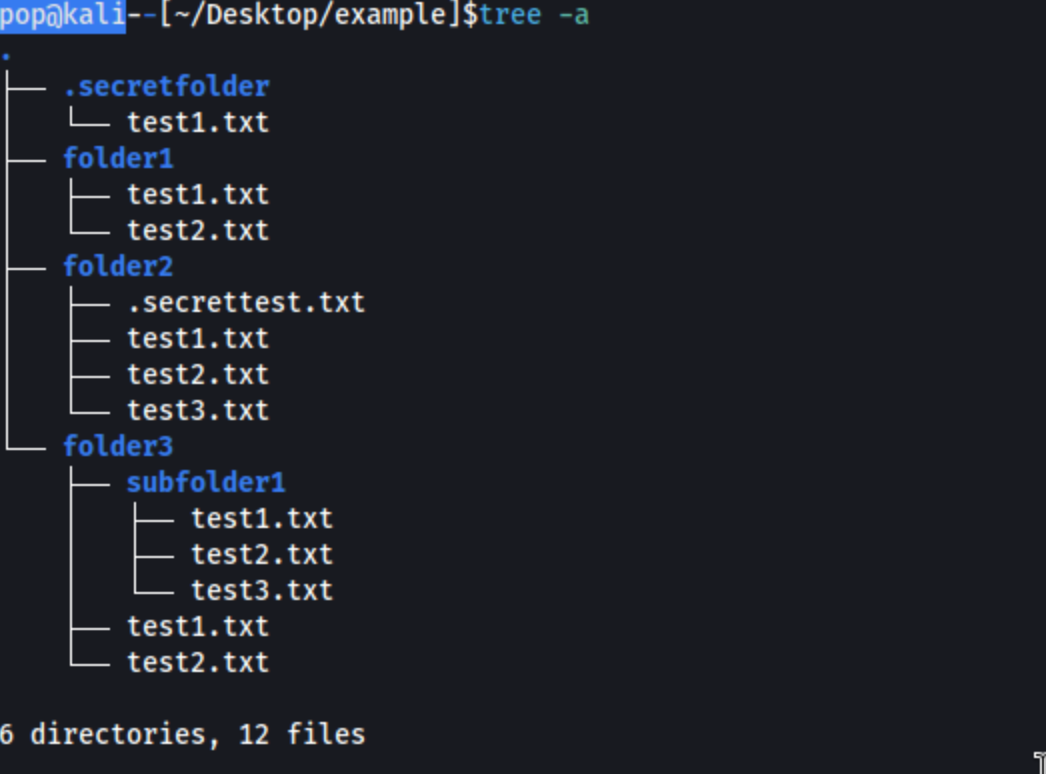 pop@kali--[~/Desktop/example]$tree -a
.
├── .secretfolder
│   └── test1.txt
├── folder1
│   ├── test1.txt
│   └── test2.txt
├── folder2
│   ├── .secrettest.txt
│   ├── test1.txt
│   ├── test2.txt
│   └── test3.txt
└── folder3
    ├── subfolder1
    │   ├── test1.txt
    │   ├── test2.txt
    │   └── test3.txt
    ├── test1.txt
    └── test2.txt

6 directories, 12 files